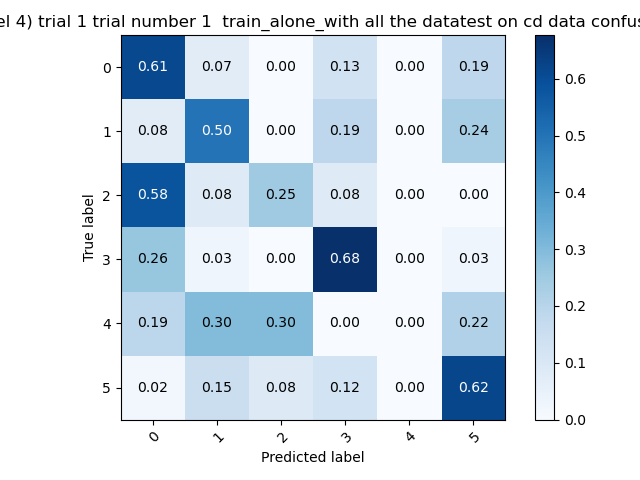 el 4) trial 1 trial number 1 train_alone_with all the datatest on cd data confus
0 0.61 0.07 0.00 0.13 0.00 0.19
1 0.08 0.50 0.00 0.19 0.00 0.24
2 0.58 0.08 0.25 0.08 0.00 0.00
3 0.26 0.03 0.00 0.68 0.00 0.03
4 0.19 0.30 0.30 0.00 0.00 0.22
5 0.02 0.15 0.08 0.12 0.00 0.62
0 1 2 3 4 5
True label
Predicted label
0.6
0.5
0.4
0.3
0.2
0.1
0.0